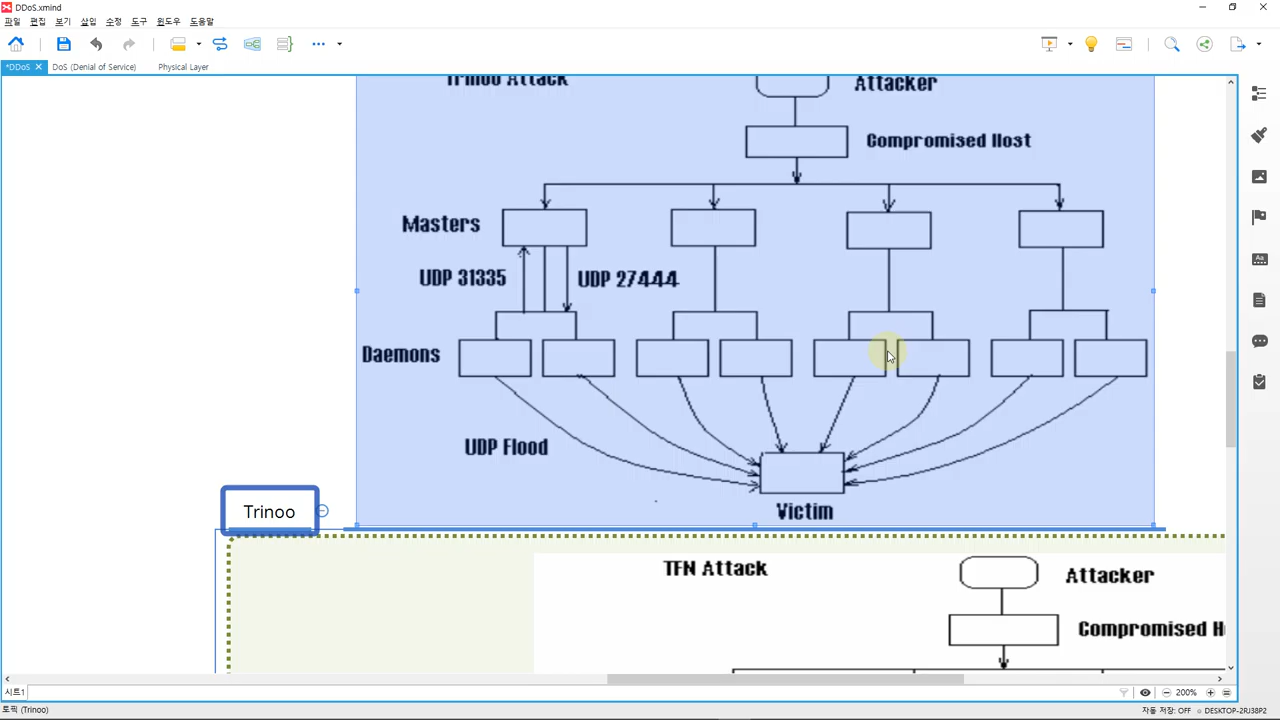 DDoS.xmind
파일 편집 보기 삽입 수정 도구 윈도우 도움말
*DDoS DoS (Denial of Service) Physical Layer
Trinoo Attack
Attacker
Compromised Host
Masters
UDP 31335 UDP 27444
Daemons
UDP Flood
Victim
Trinoo
TFN Attack
Attacker
Compromised H
시트1
200%
토픽 (Trinoo)
자동 저장: OFF DESKTOP-2RJ38P2